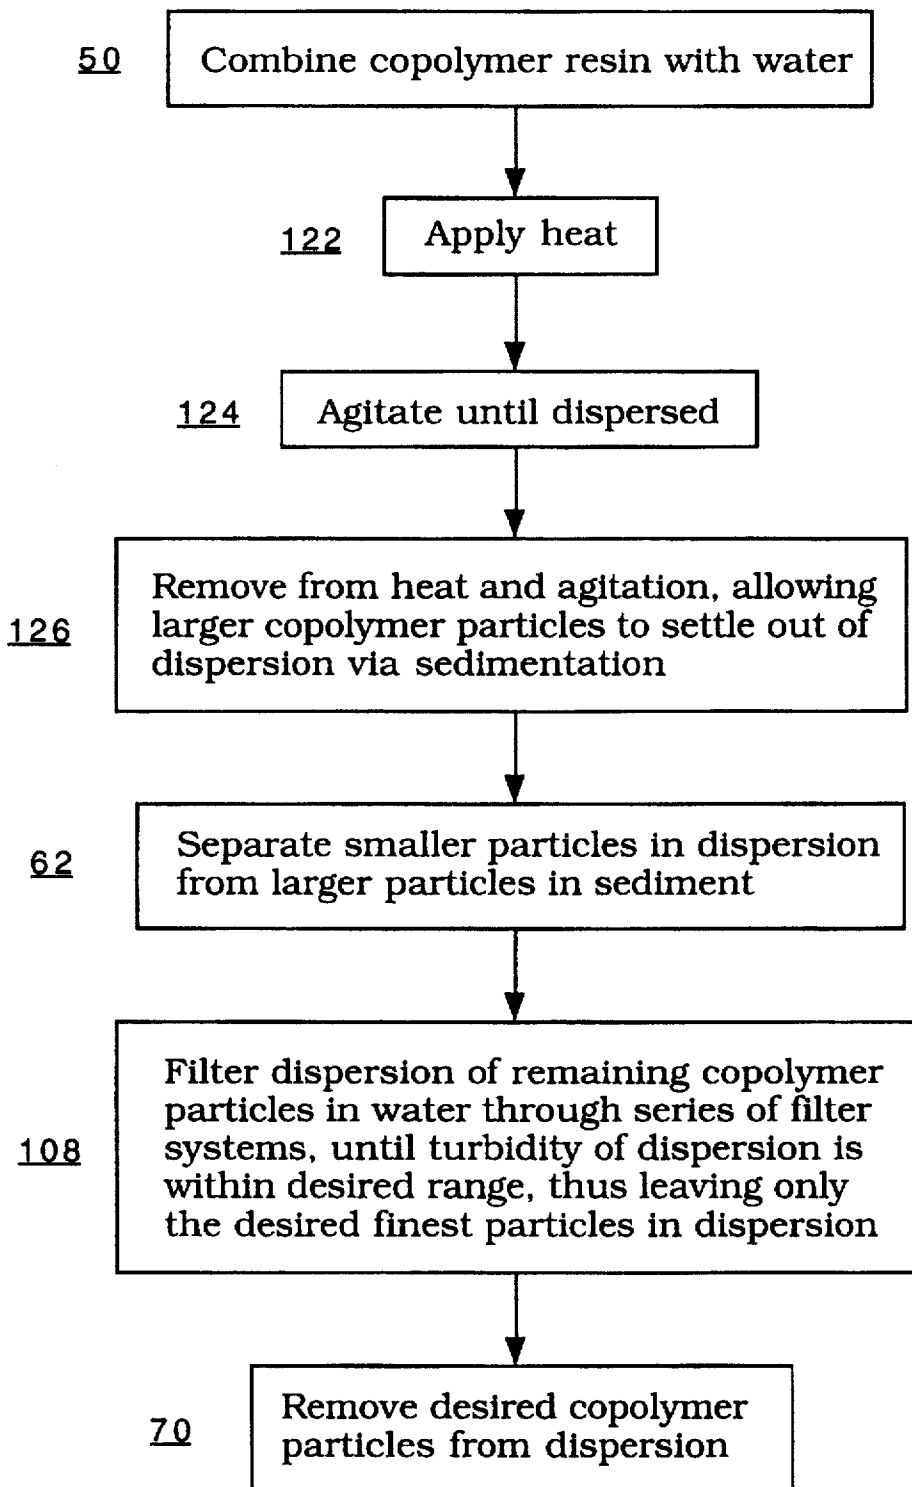 50 Combine copolymer resin with water
122 Apply heat
124 Agitate until dispersed
Remove from heat and agitation, allowing
126 larger copolymer particles to settle out of
dispersion via sedimentation
62 Separate smaller particles in dispersion
from larger particles in sediment
Filter dispersion of remaining copolymer
particles in water through series of filter
108 systems, until turbidity of dispersion is
within desired range, thus leaving only
the desired finest particles in dispersion
70 Remove desired copolymer
particles from dispersion